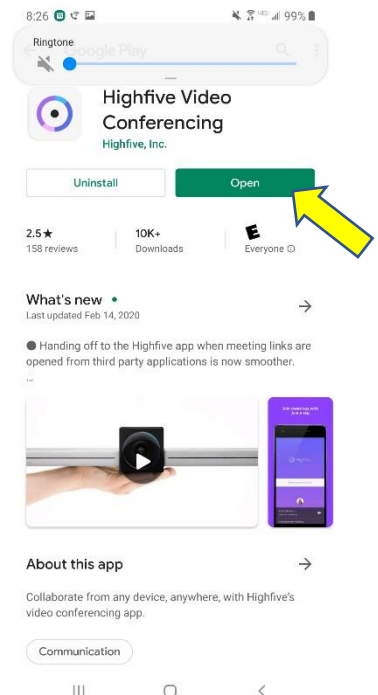 8:26 99%
Ringtone
Google Play
Highfive Video
Conferencing
Highfive, Inc.
Uninstall Open
2.5★ 10K+ E
158 reviews Downloads Everyone
What's new
Last updated Feb 14, 2020
● Handing off to the Highfive app when meeting links are
opened from third party applications is now smoother.
...
About this app
Collaborate from any device, anywhere, with Highfive's
video conferencing app.
Communication